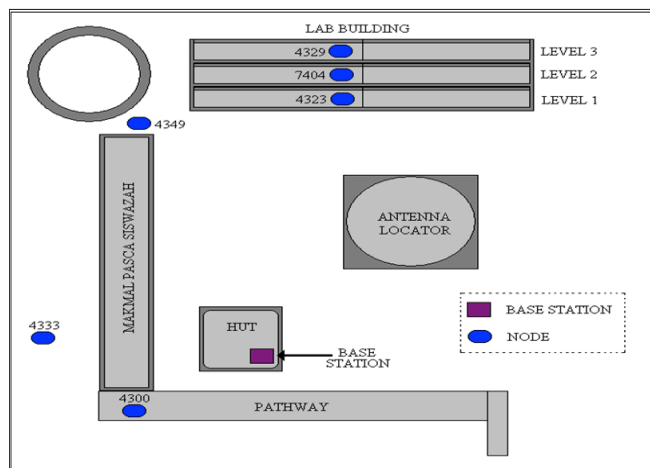 LAB BUILDING
4329
LEVEL 3
7404
LEVEL 2
4323
LEVEL 1
4349
MAKMAL PASCA SISWAZAH
ANTENNA
LOCATOR
4333
HUT
BASE
STATION
BASE STATION
NODE
4300
PATHWAY